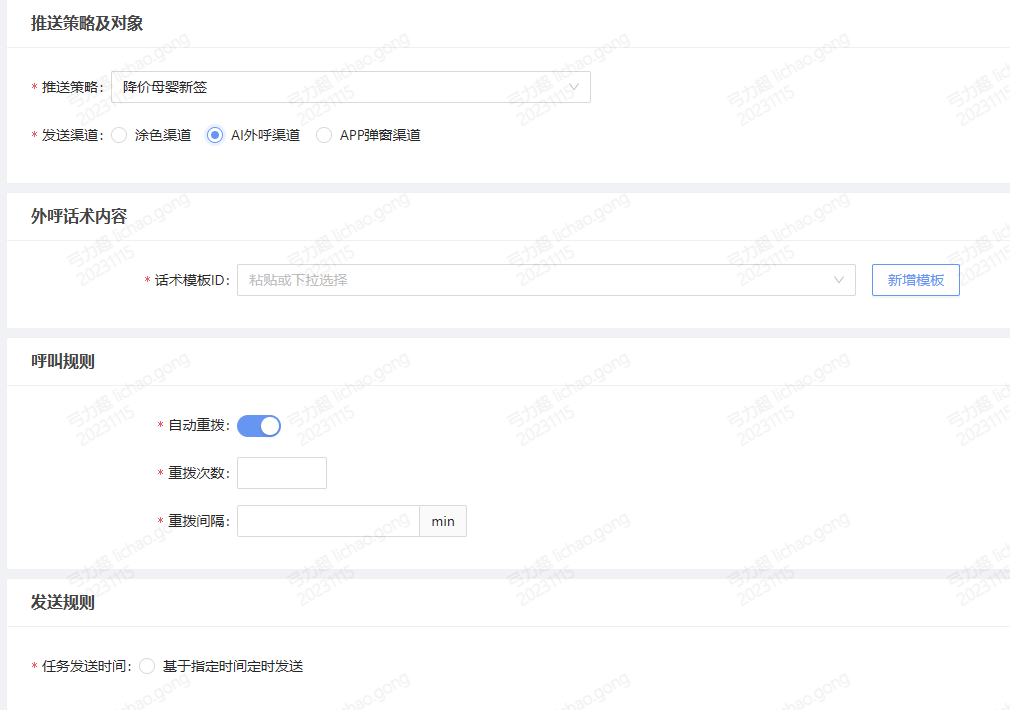 推送策略及对象
* 推送策略: 降价母婴新签
* 发送渠道: 涂色渠道 AI外呼渠道 APP弹窗渠道
外呼话术内容
* 话术模板ID: 粘贴或下拉选择 新增模板
呼叫规则
* 自动重拨:
* 重拨次数:
* 重拨间隔: min
发送规则
* 任务发送时间: 基于指定时间定时发送
弓力超 lichao.gong
20231115